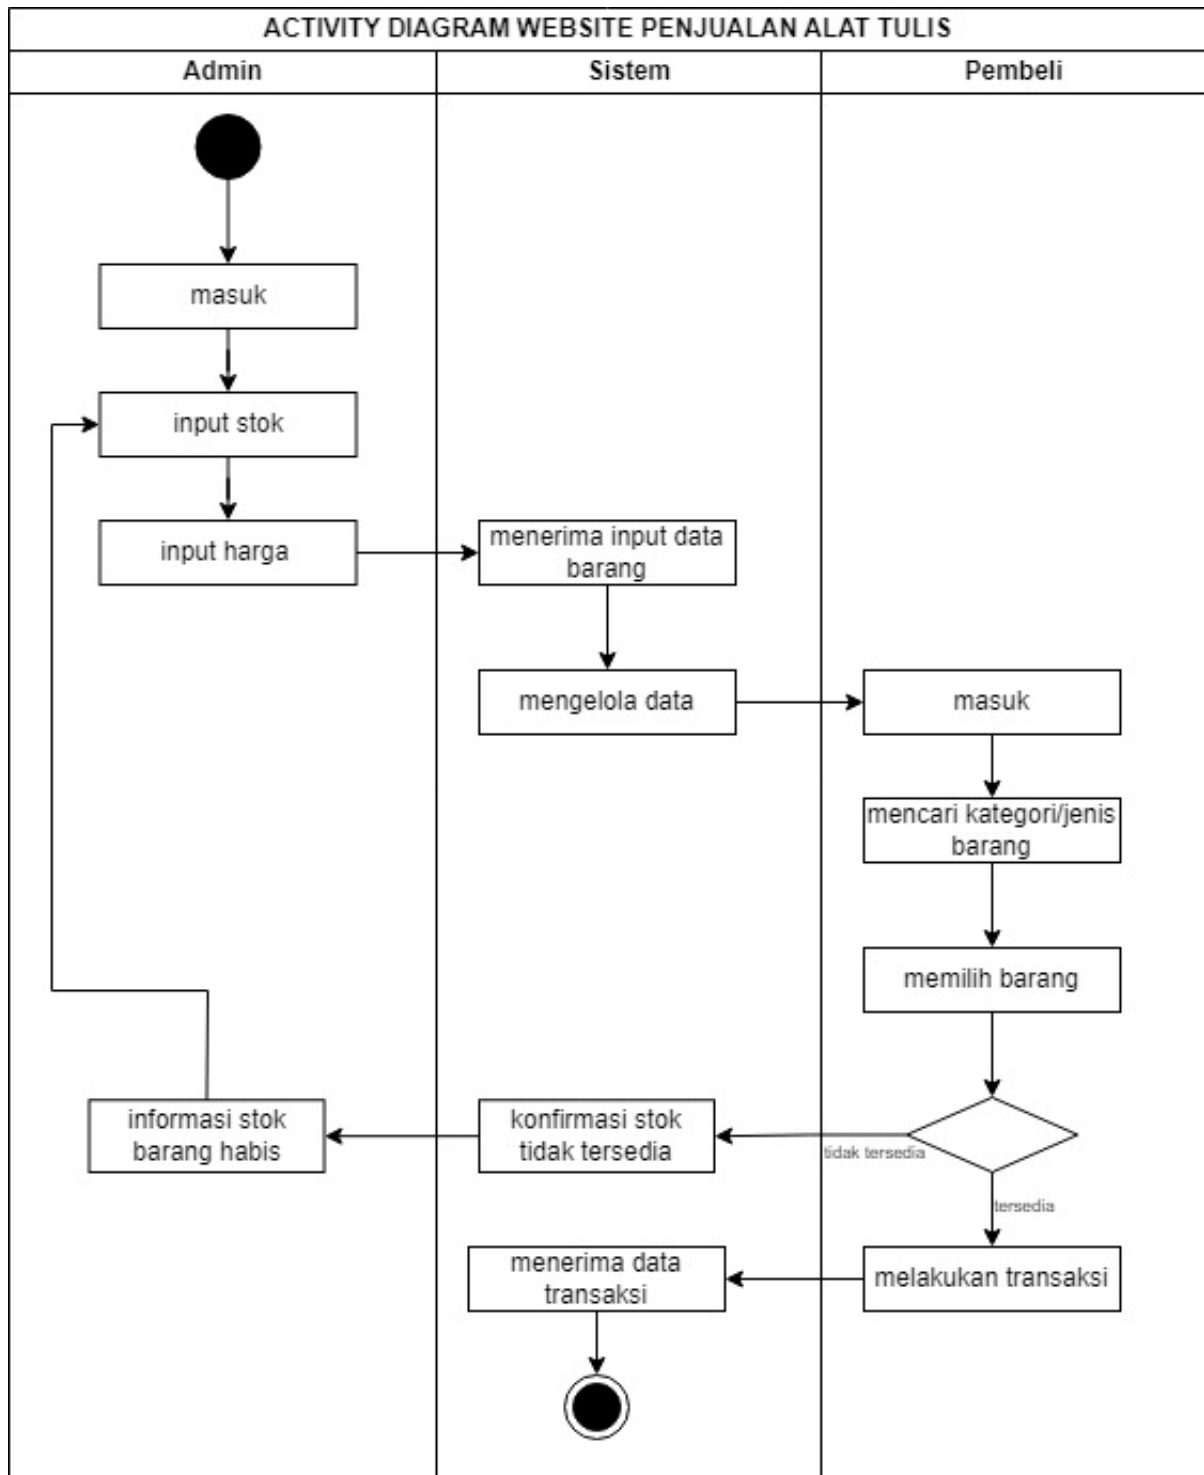 ACTIVITY DIAGRAM WEBSITE PENJUALAN ALAT TULIS
Admin
Sistem
Pembeli
masuk
input stok
input harga
menerima input data
barang
mengelola data
masuk
mencari kategori/jenis
barang
memilih barang
informasi stok
barang habis
konfirmasi stok
tidak tersedia
tidak tersedia
tersedia
menerima data
transaksi
melakukan transaksi